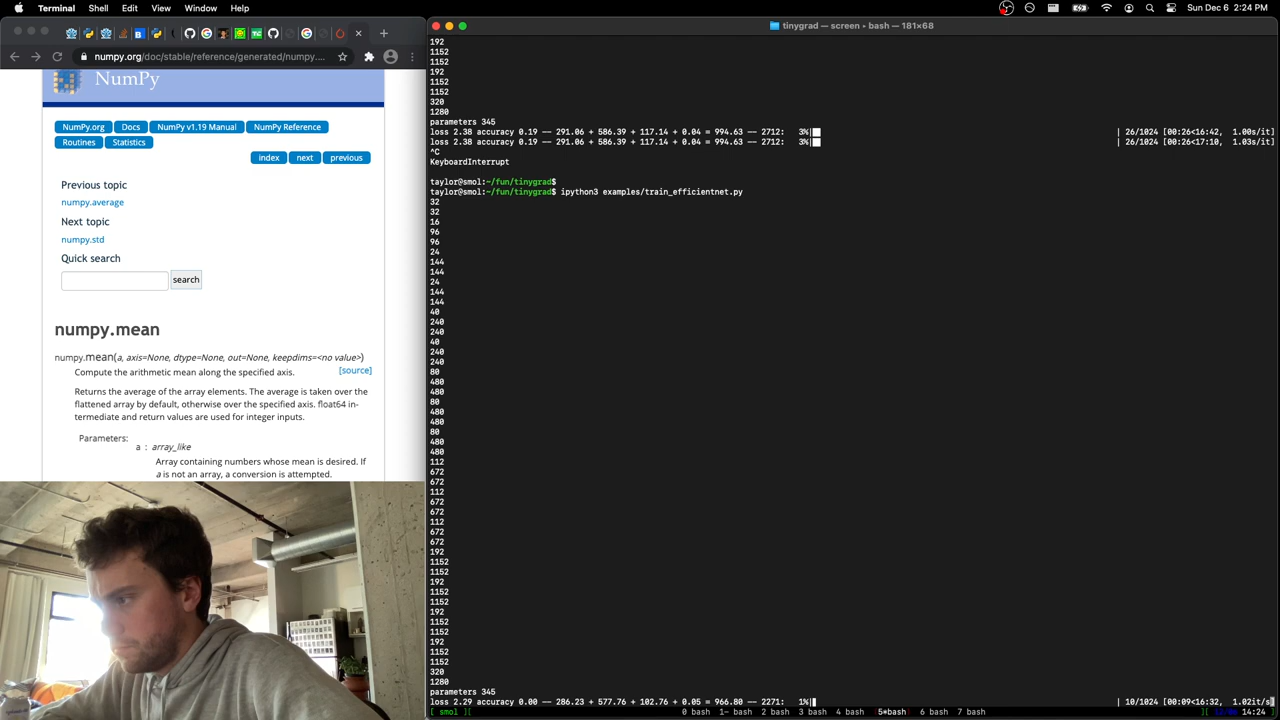 Terminal Shell Edit View Window Help
Sun Dec 6 2:24 PM
numpy.org/doc/stable/reference/generated/numpy....
NumPy
NumPy.org Docs NumPy v1.19 Manual NumPy Reference
Routines Statistics
index next previous
Previous topic
numpy.average
Next topic
numpy.std
Quick search
search
numpy.mean
numpy.mean(a, axis=None, dtype=None, out=None, keepdims=<no value>)
[source]
Compute the arithmetic mean along the specified axis.
Returns the average of the array elements. The average is taken over the
flattened array by default, otherwise over the specified axis. float64 in-
termediate and return values are used for integer inputs.
Parameters:
a : array_like
Array containing numbers whose mean is desired. If
a is not an array, a conversion is attempted.
tinygrad — screen ▸ bash — 181×68
192
1152
1152
192
1152
1152
320
1280
parameters 345
loss 2.38 accuracy 0.19 -- 291.06 + 586.39 + 117.14 + 0.04 = 994.63 -- 2712: 3%| | 26/1024 [00:26<16:42, 1.00s/it]
loss 2.38 accuracy 0.19 -- 291.06 + 586.39 + 117.14 + 0.04 = 994.63 -- 2712: 3%| | 26/1024 [00:26<17:10, 1.03s/it]
^C
KeyboardInterrupt
taylor@smol:~/fun/tinygrad$
taylor@smol:~/fun/tinygrad$ ipython3 examples/train_efficientnet.py
32
32
16
96
96
24
144
144
24
144
144
40
240
240
40
240
240
80
480
480
80
480
480
80
480
480
112
672
672
112
672
672
112
672
672
192
1152
1152
192
1152
1152
192
1152
1152
192
1152
1152
320
1280
parameters 345
loss 2.29 accuracy 0.00 -- 286.23 + 577.76 + 102.76 + 0.05 = 966.80 -- 2271: 1%| | 10/1024 [00:09<16:32, 1.02it/s]
[ smol ][ 0 bash 1- bash 2 bash 3 bash 4 bash (5*bash) 6 bash 7 bash ][ 14:24 ]